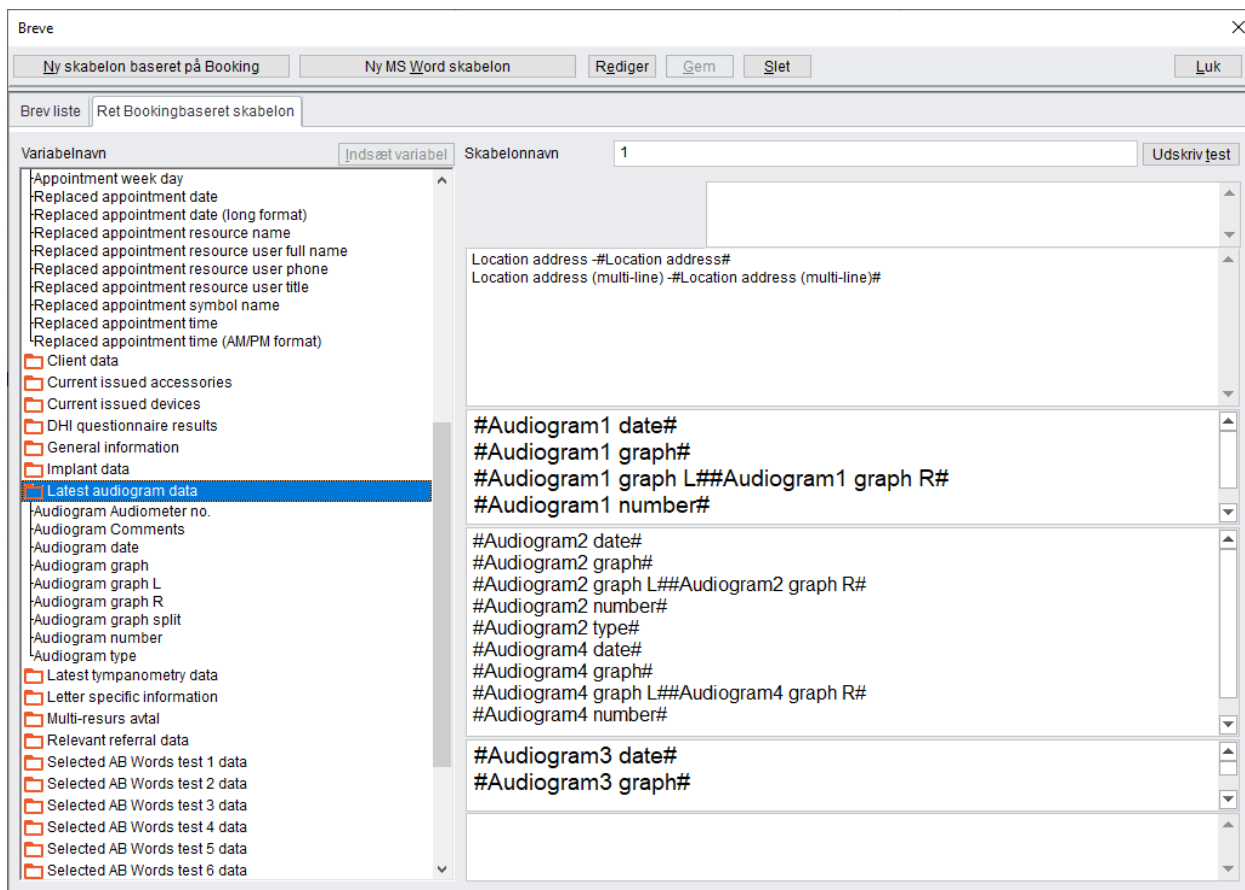 Breve
Ny skabelon baseret på Booking
Ny MS Word skabelon
Rediger
Gem
Slet
Luk
Brev liste
Ret Bookingbaseret skabelon
Variabelnavn
Indsæt variabel
Appointment week day
Replaced appointment date
Replaced appointment date (long format)
Replaced appointment resource name
Replaced appointment resource user full name
Replaced appointment resource user phone
Replaced appointment resource user title
Replaced appointment symbol name
Replaced appointment time
Replaced appointment time (AM/PM format)
Client data
Current issued accessories
Current issued devices
DHI questionnaire results
General information
Implant data
Latest audiogram data
Audiogram Audiometer no.
Audiogram Comments
Audiogram date
Audiogram graph
Audiogram graph L
Audiogram graph R
Audiogram graph split
Audiogram number
Audiogram type
Latest tympanometry data
Letter specific information
Multi-resurs avtal
Relevant referral data
Selected AB Words test 1 data
Selected AB Words test 2 data
Selected AB Words test 3 data
Selected AB Words test 4 data
Selected AB Words test 5 data
Selected AB Words test 6 data
Skabelonnavn
1
Udskriv test
Location address -#Location address#
Location address (multi-line) -#Location address (multi-line)#
#Audiogram1 date#
#Audiogram1 graph#
#Audiogram1 graph L##Audiogram1 graph R#
#Audiogram1 number#
#Audiogram2 date#
#Audiogram2 graph#
#Audiogram2 graph L##Audiogram2 graph R#
#Audiogram2 number#
#Audiogram2 type#
#Audiogram4 date#
#Audiogram4 graph#
#Audiogram4 graph L##Audiogram4 graph R#
#Audiogram4 number#
#Audiogram3 date#
#Audiogram3 graph#